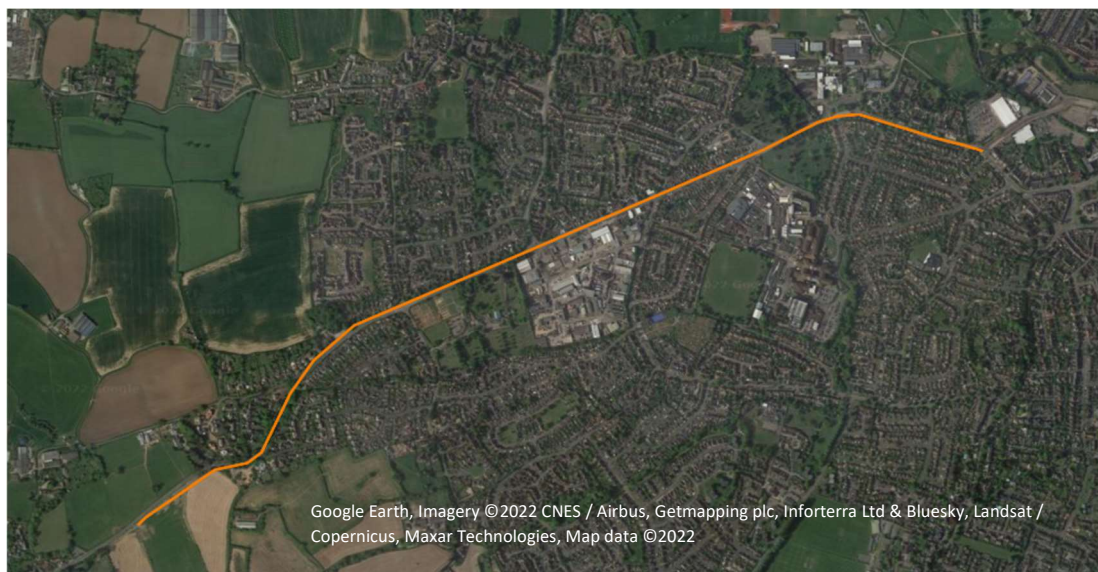 Google Earth, Imagery ©2022 CNES / Airbus, Getmapping plc, Inforterra Ltd & Bluesky, Landsat /
Copernicus, Maxar Technologies, Map data ©2022